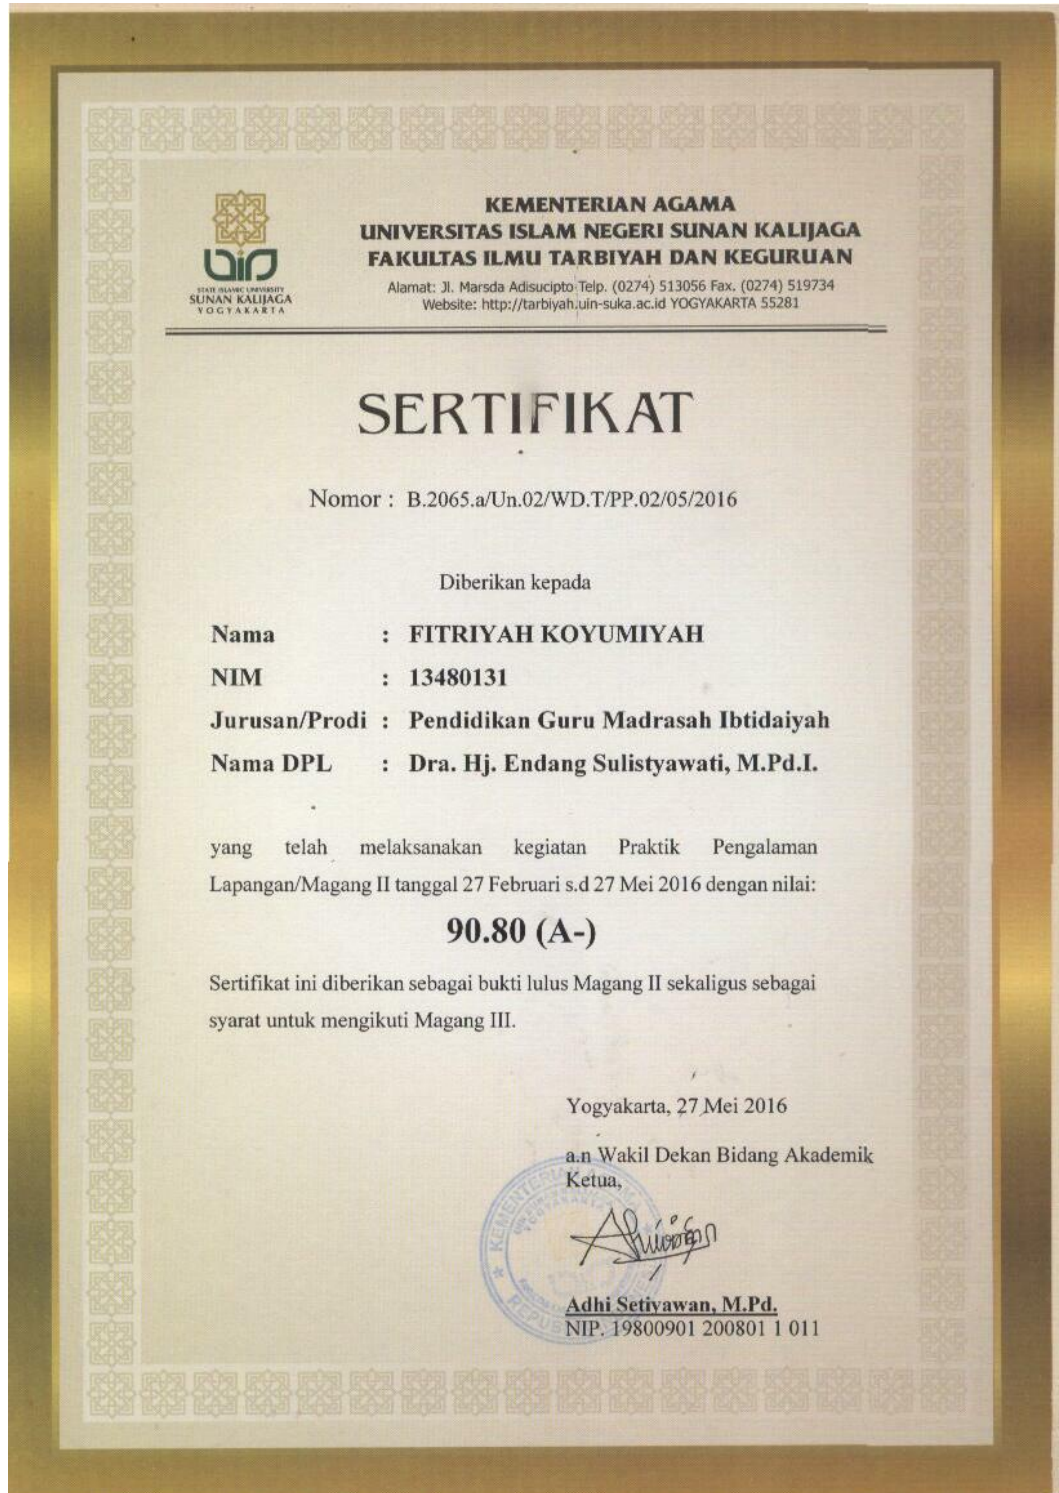 KEMENTERIAN AGAMA
UNIVERSITAS ISLAM NEGERI SUNAN KALIJAGA
FAKULTAS ILMU TARBIYAH DAN KEGURUAN
Alamat: Jl. Marsda Adisucipto Telp. (0274) 513056 Fax. (0274) 519734
Website: http://tarbiyah.uin-suka.ac.id YOGYAKARTA 55281
STATE ISLAMIC UNIVERSITY
SUNAN KALIJAGA
YOGYAKARTA
SERTIFIKAT
Nomor : B.2065.a/Un.02/WD.T/PP.02/05/2016
Diberikan kepada
Nama : FITRIYAH KOYUMIYAH
NIM : 13480131
Jurusan/Prodi : Pendidikan Guru Madrasah Ibtidaiyah
Nama DPL : Dra. Hj. Endang Sulistyawati, M.Pd.I.
yang telah melaksanakan kegiatan Praktik Pengalaman
Lapangan/Magang II tanggal 27 Februari s.d 27 Mei 2016 dengan nilai:
90.80 (A-)
Sertifikat ini diberikan sebagai bukti lulus Magang II sekaligus sebagai
syarat untuk mengikuti Magang III.
Yogyakarta, 27 Mei 2016
a.n Wakil Dekan Bidang Akademik
Ketua,
KEMENTERIAN AGAMA
YOGYAKARTA
Adhi Setiyawan, M.Pd.
NIP. 19800901 200801 1 011